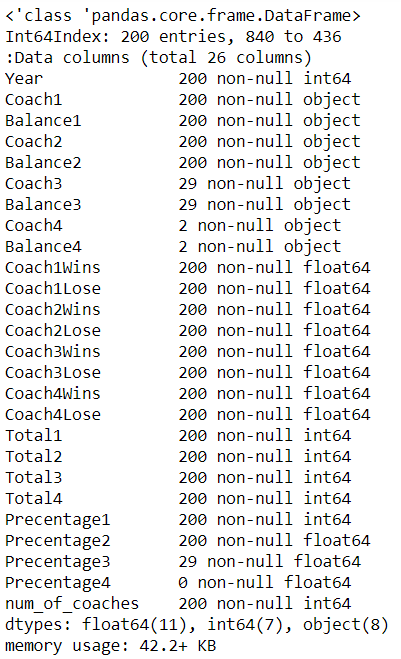 <'class 'pandas.core.frame.DataFrame>
Int64Index: 200 entries, 840 to 436
:Data columns (total 26 columns)
Year 200 non-null int64
Coach1 200 non-null object
Balance1 200 non-null object
Coach2 200 non-null object
Balance2 200 non-null object
Coach3 29 non-null object
Balance3 29 non-null object
Coach4 2 non-null object
Balance4 2 non-null object
Coach1Wins 200 non-null float64
Coach1Lose 200 non-null float64
Coach2Wins 200 non-null float64
Coach2Lose 200 non-null float64
Coach3Wins 200 non-null float64
Coach3Lose 200 non-null float64
Coach4Wins 200 non-null float64
Coach4Lose 200 non-null float64
Total1 200 non-null int64
Total2 200 non-null int64
Total3 200 non-null int64
Total4 200 non-null int64
Precentage1 200 non-null int64
Precentage2 200 non-null float64
Precentage3 29 non-null float64
Precentage4 0 non-null float64
num_of_coaches 200 non-null int64
dtypes: float64(11), int64(7), object(8)
memory usage: 42.2+ KB